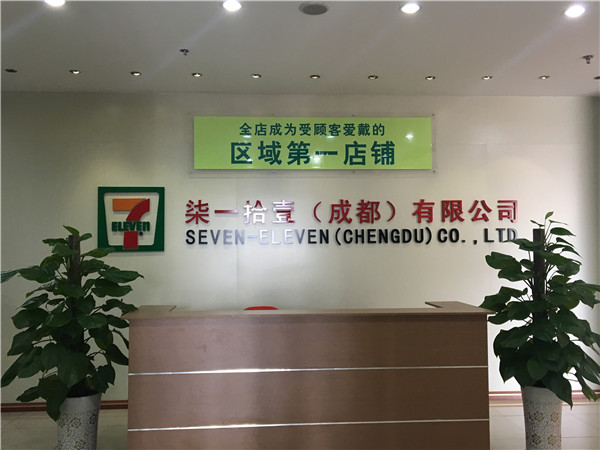 全店成为受顾客爱戴的
区域第一店铺
7
ELEVEN
柒一拾壹（成都）有限公司
SEVEN-ELEVEN(CHENGDU)CO.,LTD.